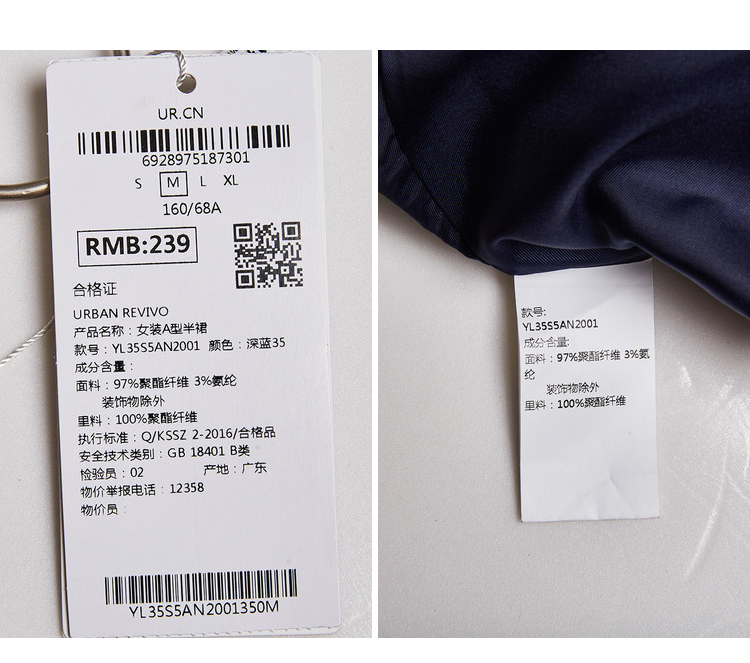 UR.CN
6928975187301
S M L XL
160/68A
RMB:239
合格证
URBAN REVIVO
产品名称：女装A型半裙
款号：YL35S5AN2001 颜色：深蓝35
成分含量：
面料：97%聚酯纤维 3%氨纶
装饰物除外
里料：100%聚酯纤维
执行标准：Q/KSSZ 2-2016/合格品
安全技术类别：GB 18401 B类
检验员：02 产地：广东
物价举报电话：12358
物价员：
YL35S5AN2001350M
款号:
YL35S5AN2001
成分含量:
面料：97%聚酯纤维 3%氨
纶
装饰物除外
里料：100%聚酯纤维